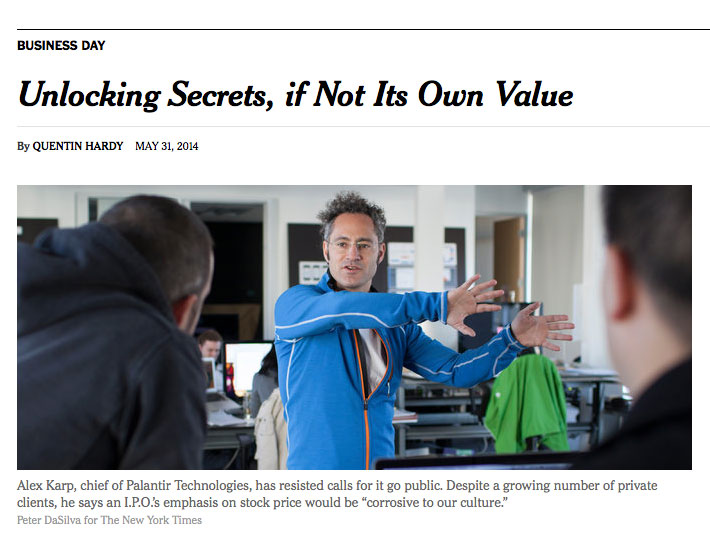 BUSINESS DAY
Unlocking Secrets, if Not Its Own Value
By QUENTIN HARDY MAY 31, 2014
Alex Karp, chief of Palantir Technologies, has resisted calls for it go public. Despite a growing number of private
clients, he says an I.P.O.’s emphasis on stock price would be “corrosive to our culture.”
Peter DaSilva for The New York Times